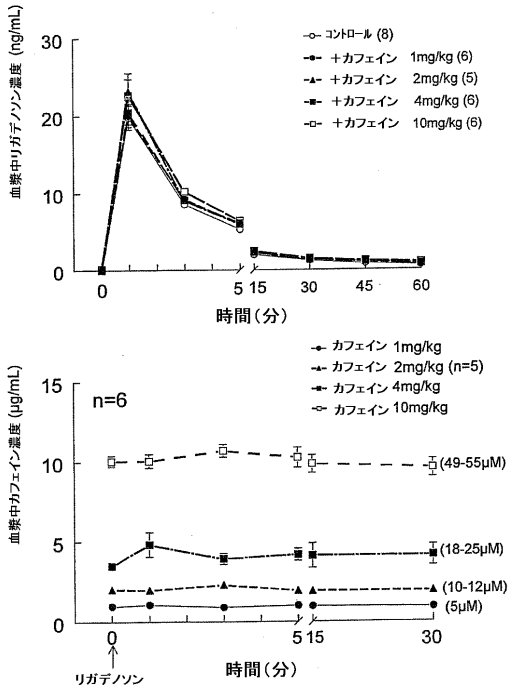 血漿中リガデノソン濃度 (ng/mL)
30
20
10
0
コントロール (8)
+カフェイン 1mg/kg (6)
+カフェイン 2mg/kg (5)
+カフェイン 4mg/kg (6)
+カフェイン 10mg/kg (6)
0 5 15 30 45 60
時間(分)
カフェイン 1mg/kg
カフェイン 2mg/kg (n=5)
カフェイン 4mg/kg
カフェイン 10mg/kg
血漿中カフェイン濃度 (μg/mL)
15
10
5
0
n=6
(49-55μM)
(18-25μM)
(10-12μM)
(5μM)
0 5 15 30
時間(分)
リガデノソン